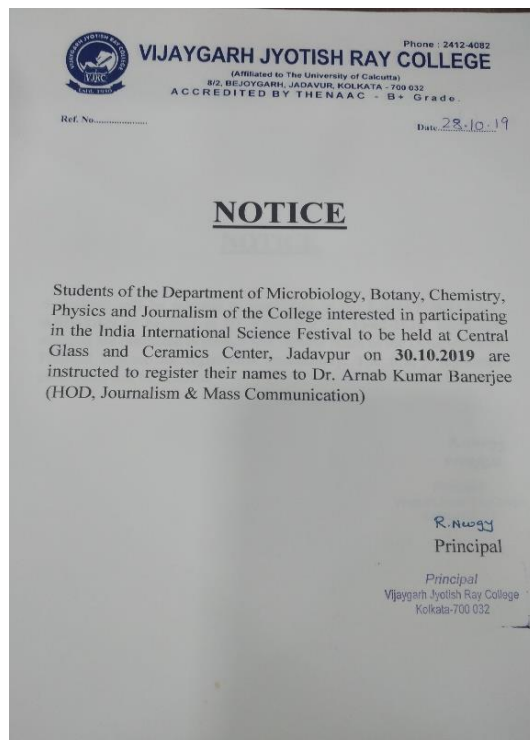 Phone : 2412-4082
VIJAYGARH JYOTISH RAY COLLEGE
(Affiliated to The University of Calcutta)
8/2, BEJOYGARH, JADAVUR, KOLKATA - 700 032
ACCREDITED BY THENAAC - B+ Grade.
Ref. No....................
Date 28.10.19
NOTICE
Students of the Department of Microbiology, Botany, Chemistry,
Physics and Journalism of the College interested in participating
in the India International Science Festival to be held at Central
Glass and Ceramics Center, Jadavpur on 30.10.2019 are
instructed to register their names to Dr. Arnab Kumar Banerjee
(HOD, Journalism & Mass Communication)
Principal
Principal
Vijaygarh Jyotish Ray College
Kolkata-700 032